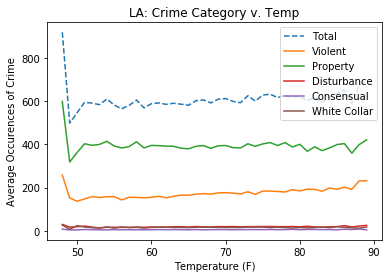 LA: Crime Category v. Temp
Average Occurences of Crime
800
600
400
200
0
Total
Violent
Property
Disturbance
Consensual
White Collar
50
60
70
80
90
Temperature (F)